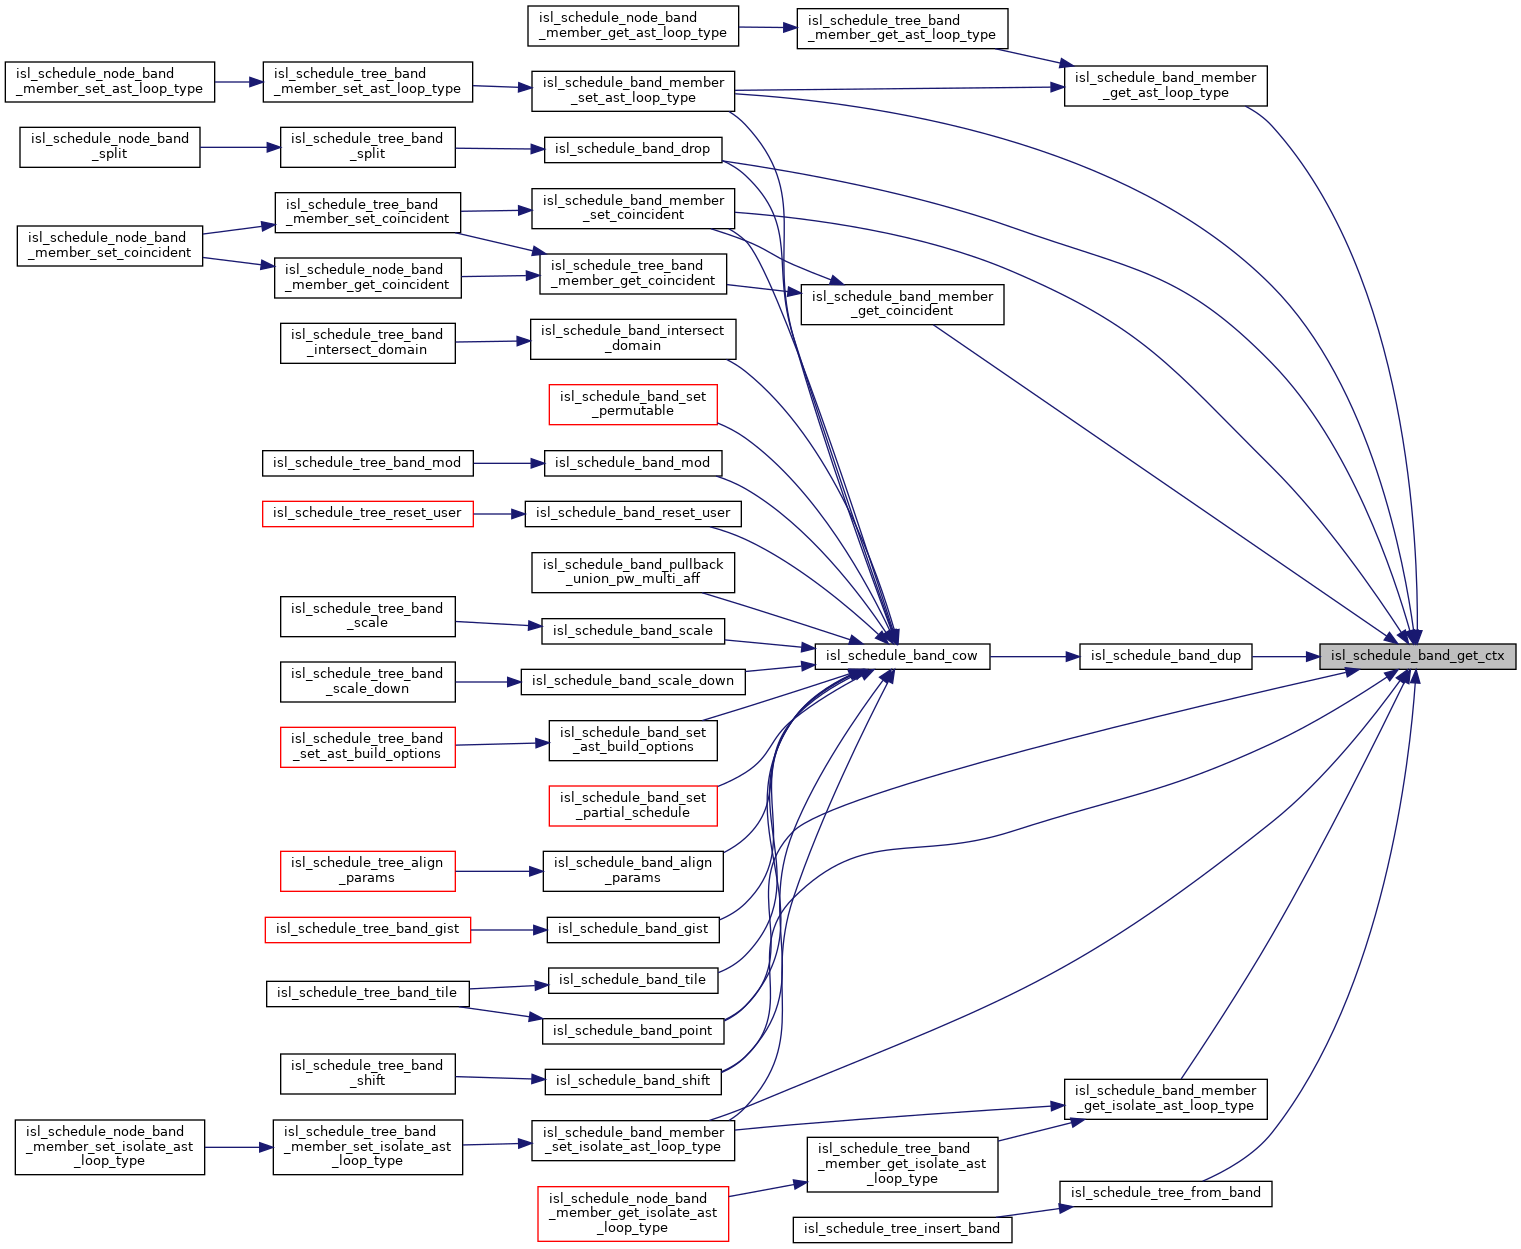 isl_schedule_node_band
_member_get_ast_loop_type
isl_schedule_tree_band
_member_get_ast_loop_type
isl_schedule_node_band
_member_set_ast_loop_type
isl_schedule_tree_band
_member_set_ast_loop_type
isl_schedule_band_member
_set_ast_loop_type
isl_schedule_band_member
_get_ast_loop_type
isl_schedule_node_band
_split
isl_schedule_tree_band
_split
isl_schedule_band_drop
isl_schedule_tree_band
_member_set_coincident
isl_schedule_band_member
_set_coincident
isl_schedule_node_band
_member_set_coincident
isl_schedule_node_band
_member_get_coincident
isl_schedule_tree_band
_member_get_coincident
isl_schedule_band_member
_get_coincident
isl_schedule_tree_band
_intersect_domain
isl_schedule_band_intersect
_domain
isl_schedule_band_set
_permutable
isl_schedule_tree_band_mod
isl_schedule_band_mod
isl_schedule_tree_reset_user
isl_schedule_band_reset_user
isl_schedule_band_pullback
_union_pw_multi_aff
isl_schedule_tree_band
_scale
isl_schedule_band_scale
isl_schedule_band_cow
isl_schedule_band_dup
isl_schedule_band_get_ctx
isl_schedule_tree_band
_scale_down
isl_schedule_band_scale_down
isl_schedule_tree_band
_set_ast_build_options
isl_schedule_band_set
_ast_build_options
isl_schedule_band_set
_partial_schedule
isl_schedule_tree_align
_params
isl_schedule_band_align
_params
isl_schedule_tree_band_gist
isl_schedule_band_gist
isl_schedule_tree_band_tile
isl_schedule_band_tile
isl_schedule_band_point
isl_schedule_tree_band
_shift
isl_schedule_band_shift
isl_schedule_band_member
_get_isolate_ast_loop_type
isl_schedule_node_band
_member_set_isolate_ast
_loop_type
isl_schedule_tree_band
_member_set_isolate_ast
_loop_type
isl_schedule_band_member
_set_isolate_ast_loop_type
isl_schedule_tree_band
_member_get_isolate_ast
_loop_type
isl_schedule_node_band
_member_get_isolate_ast
_loop_type
isl_schedule_tree_from_band
isl_schedule_tree_insert_band